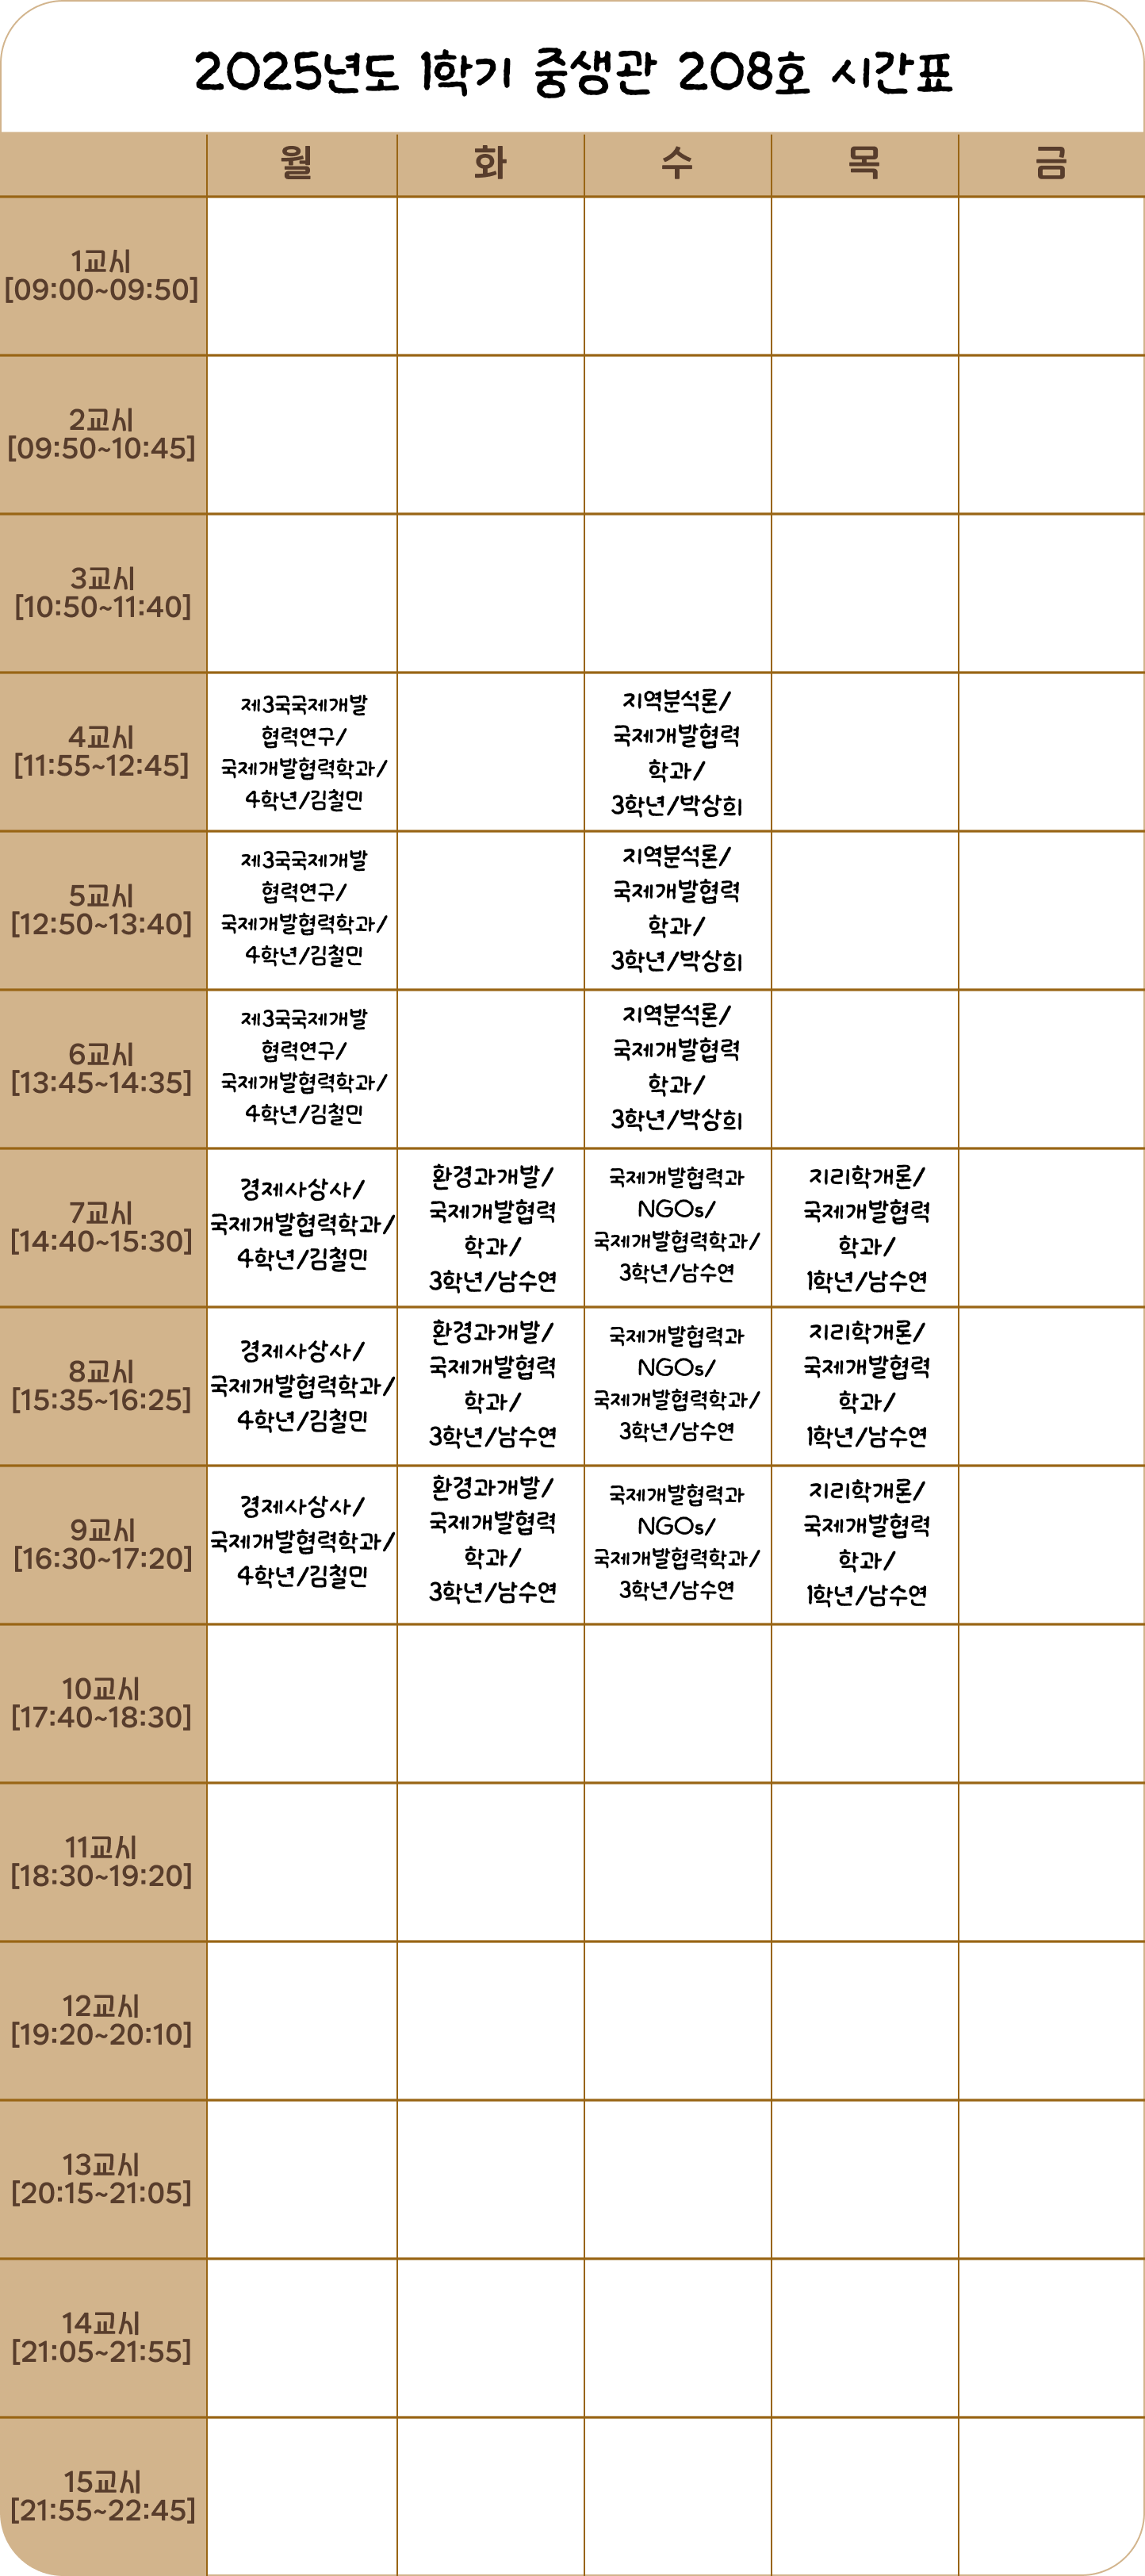 2025년도 1학기 중생관 208호 시간표
월 화 수 목 금
1교시
[09:00~09:50]
2교시
[09:50~10:45]
3교시
[10:50~11:40]
4교시
[11:55~12:45]
제3국국제개발
협력연구/
국제개발협력학과/
4학년/김철민
지역분석론/
국제개발협력
학과/
3학년/박상희
5교시
[12:50~13:40]
제3국국제개발
협력연구/
국제개발협력학과/
4학년/김철민
지역분석론/
국제개발협력
학과/
3학년/박상희
6교시
[13:45~14:35]
제3국국제개발
협력연구/
국제개발협력학과/
4학년/김철민
지역분석론/
국제개발협력
학과/
3학년/박상희
7교시
[14:40~15:30]
경제사상사/
국제개발협력학과/
4학년/김철민
환경과개발/
국제개발협력
학과/
3학년/남수연
국제개발협력과
NGOs/
국제개발협력학과/
3학년/남수연
지리학개론/
국제개발협력
학과/
1학년/남수연
8교시
[15:35~16:25]
경제사상사/
국제개발협력학과/
4학년/김철민
환경과개발/
국제개발협력
학과/
3학년/남수연
국제개발협력과
NGOs/
국제개발협력학과/
3학년/남수연
지리학개론/
국제개발협력
학과/
1학년/남수연
9교시
[16:30~17:20]
경제사상사/
국제개발협력학과/
4학년/김철민
환경과개발/
국제개발협력
학과/
3학년/남수연
국제개발협력과
NGOs/
국제개발협력학과/
3학년/남수연
지리학개론/
국제개발협력
학과/
1학년/남수연
10교시
[17:40~18:30]
11교시
[18:30~19:20]
12교시
[19:20~20:10]
13교시
[20:15~21:05]
14교시
[21:05~21:55]
15교시
[21:55~22:45]